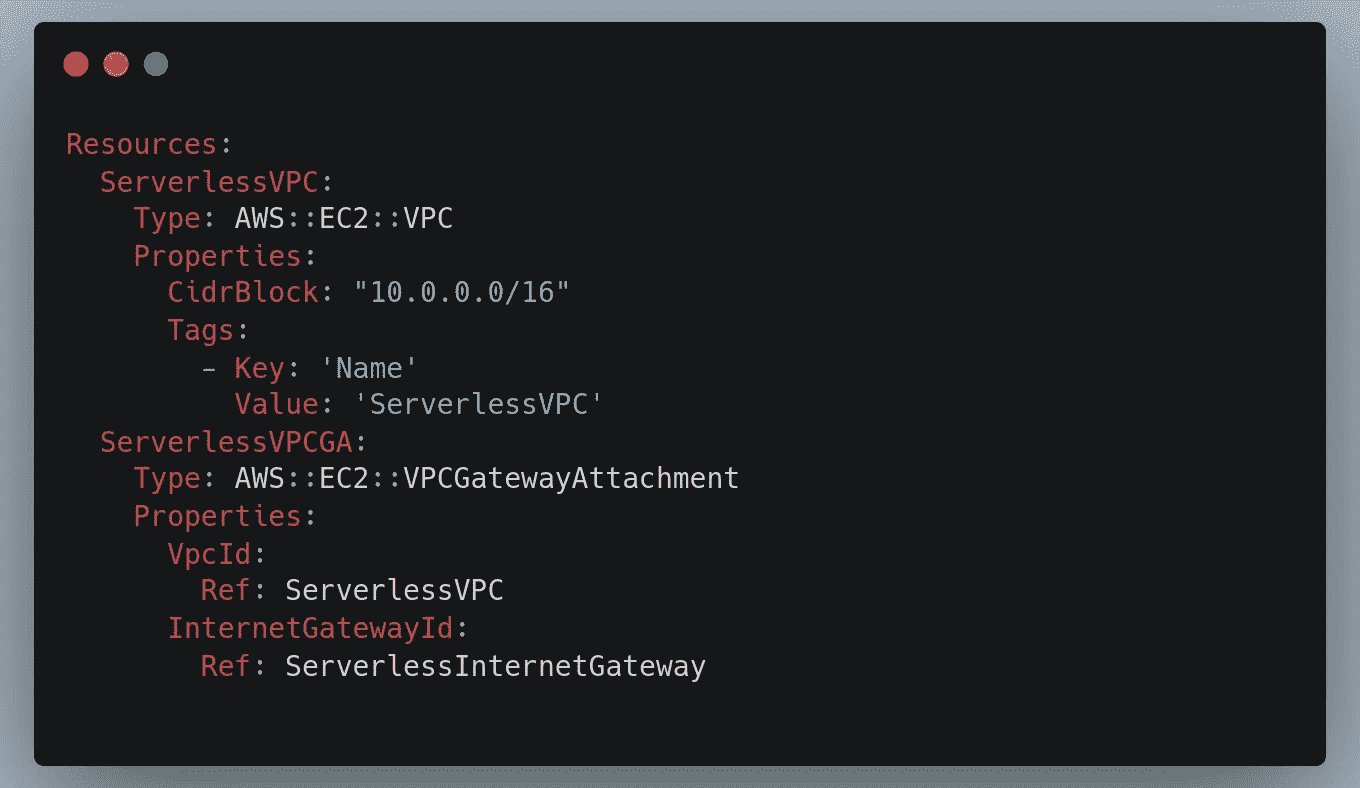 Resources:
  ServerlessVPC:
    Type: AWS::EC2::VPC
    Properties:
      CidrBlock: "10.0.0.0/16"
      Tags:
        - Key: 'Name'
          Value: 'ServerlessVPC'
  ServerlessVPCGA:
    Type: AWS::EC2::VPCGatewayAttachment
    Properties:
      VpcId:
        Ref: ServerlessVPC
      InternetGatewayId:
        Ref: ServerlessInternetGateway